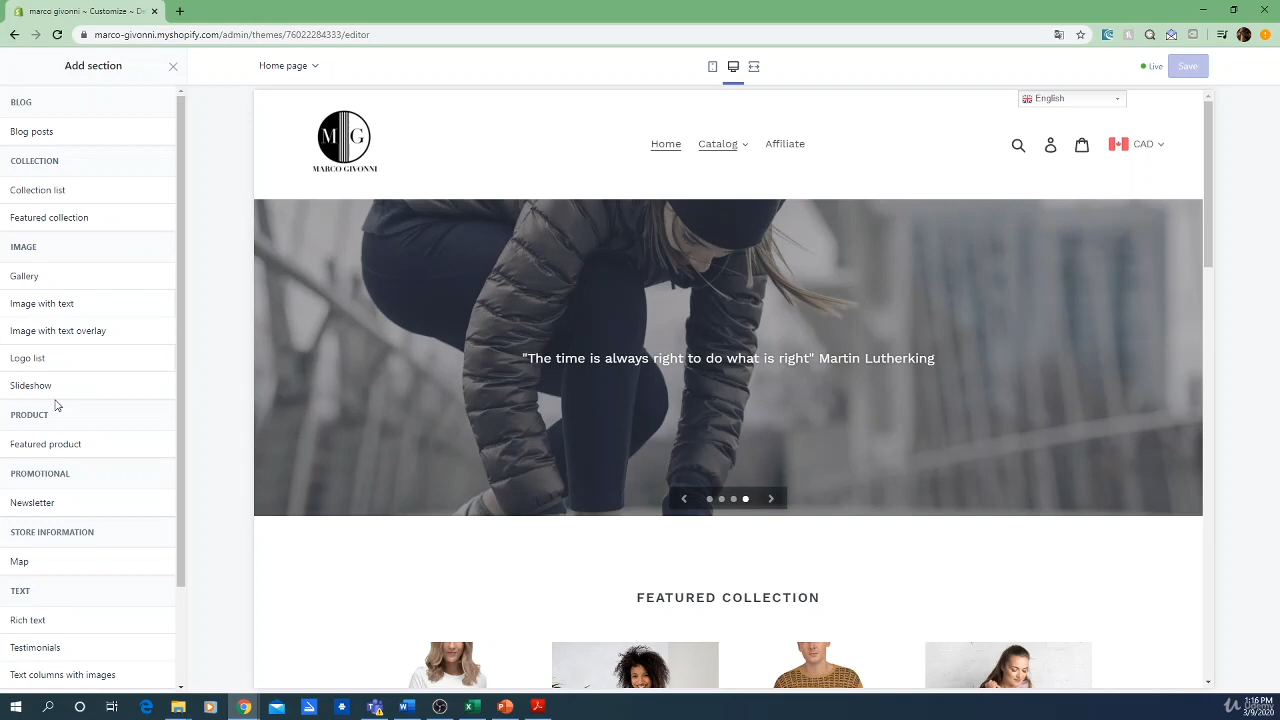 marco givonni ~ Customize ~ D
marco-givonni.myshopify.com/admin/themes/76022284333/editor
Add section
Home page
Live
Save
BLOG
Blog posts
COLLECTION
Collection list
Featured collection
IMAGE
Gallery
Image with text
Image with text overlay
Logo list
Slideshow
PRODUCT
Featured product
PROMOTIONAL
Newsletter
STORE INFORMATION
Map
TEXT
Rich text
Testimonials
Text columns with images
English
M G
MARCO GIVONNI
Home
Catalog
Affiliate
CAD
"The time is always right to do what is right" Martin Lutherking
FEATURED COLLECTION
Udemy
1:16 PM
3/9/2020